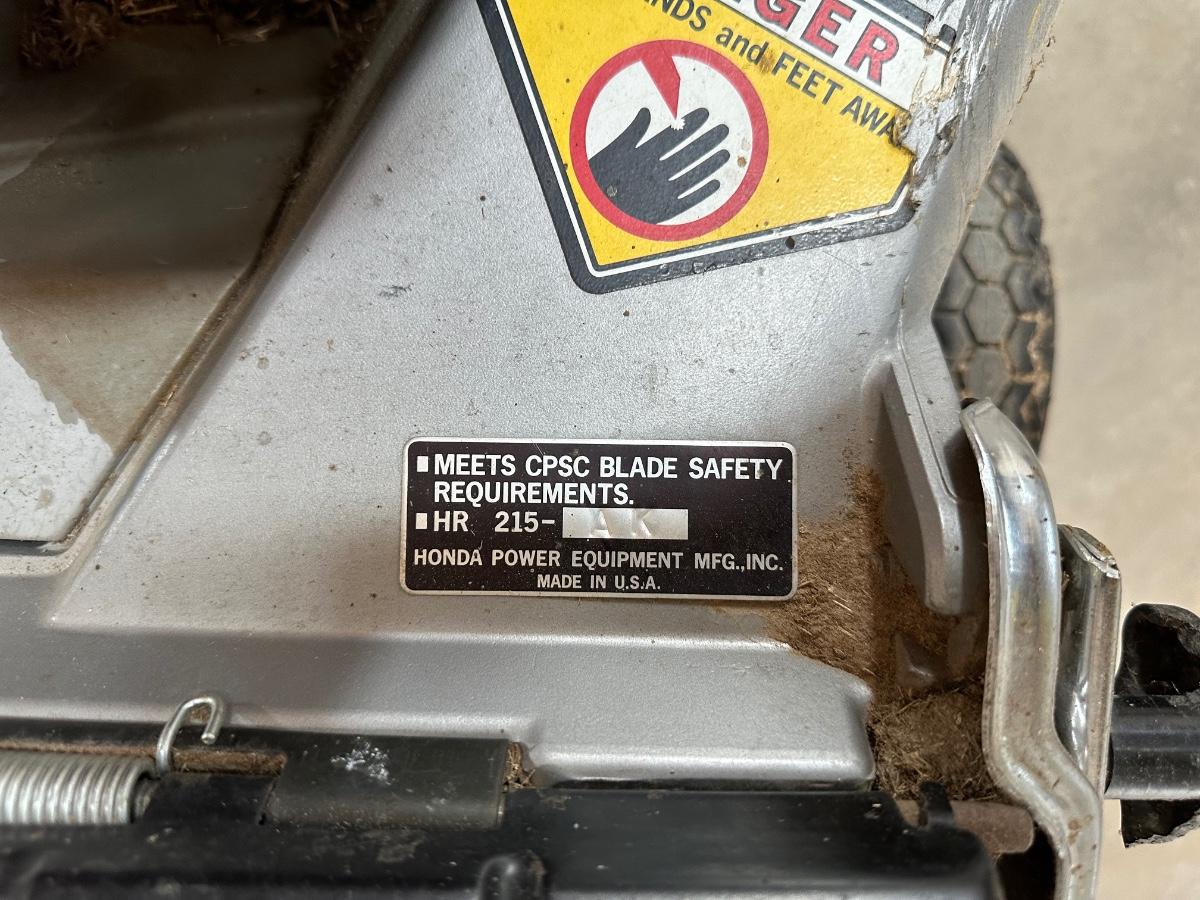 GER
NDS and FEET AWA
MEETS CPSC BLADE SAFETY
REQUIREMENTS.
HR 215- AK
HONDA POWER EQUIPMENT MFG.,INC.
MADE IN U.S.A.